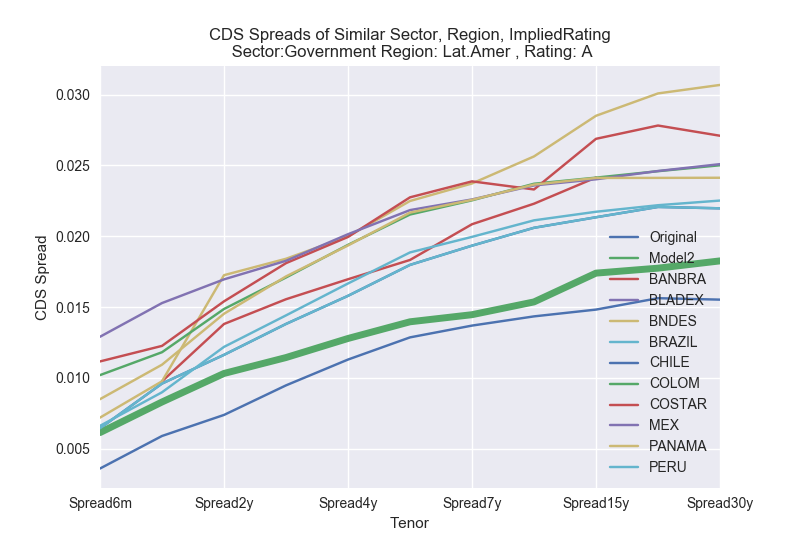 CDS Spreads of Similar Sector, Region, ImpliedRating
Sector:Government Region: Lat.Amer , Rating: A
0.030
0.025
0.020
0.015
0.010
0.005
CDS Spread
Spread6m Spread2y Spread4y Spread7y Spread15y Spread30y
Tenor
Original
Model2
BANBRA
BLADEX
BNDES
BRAZIL
CHILE
COLOM
COSTAR
MEX
PANAMA
PERU